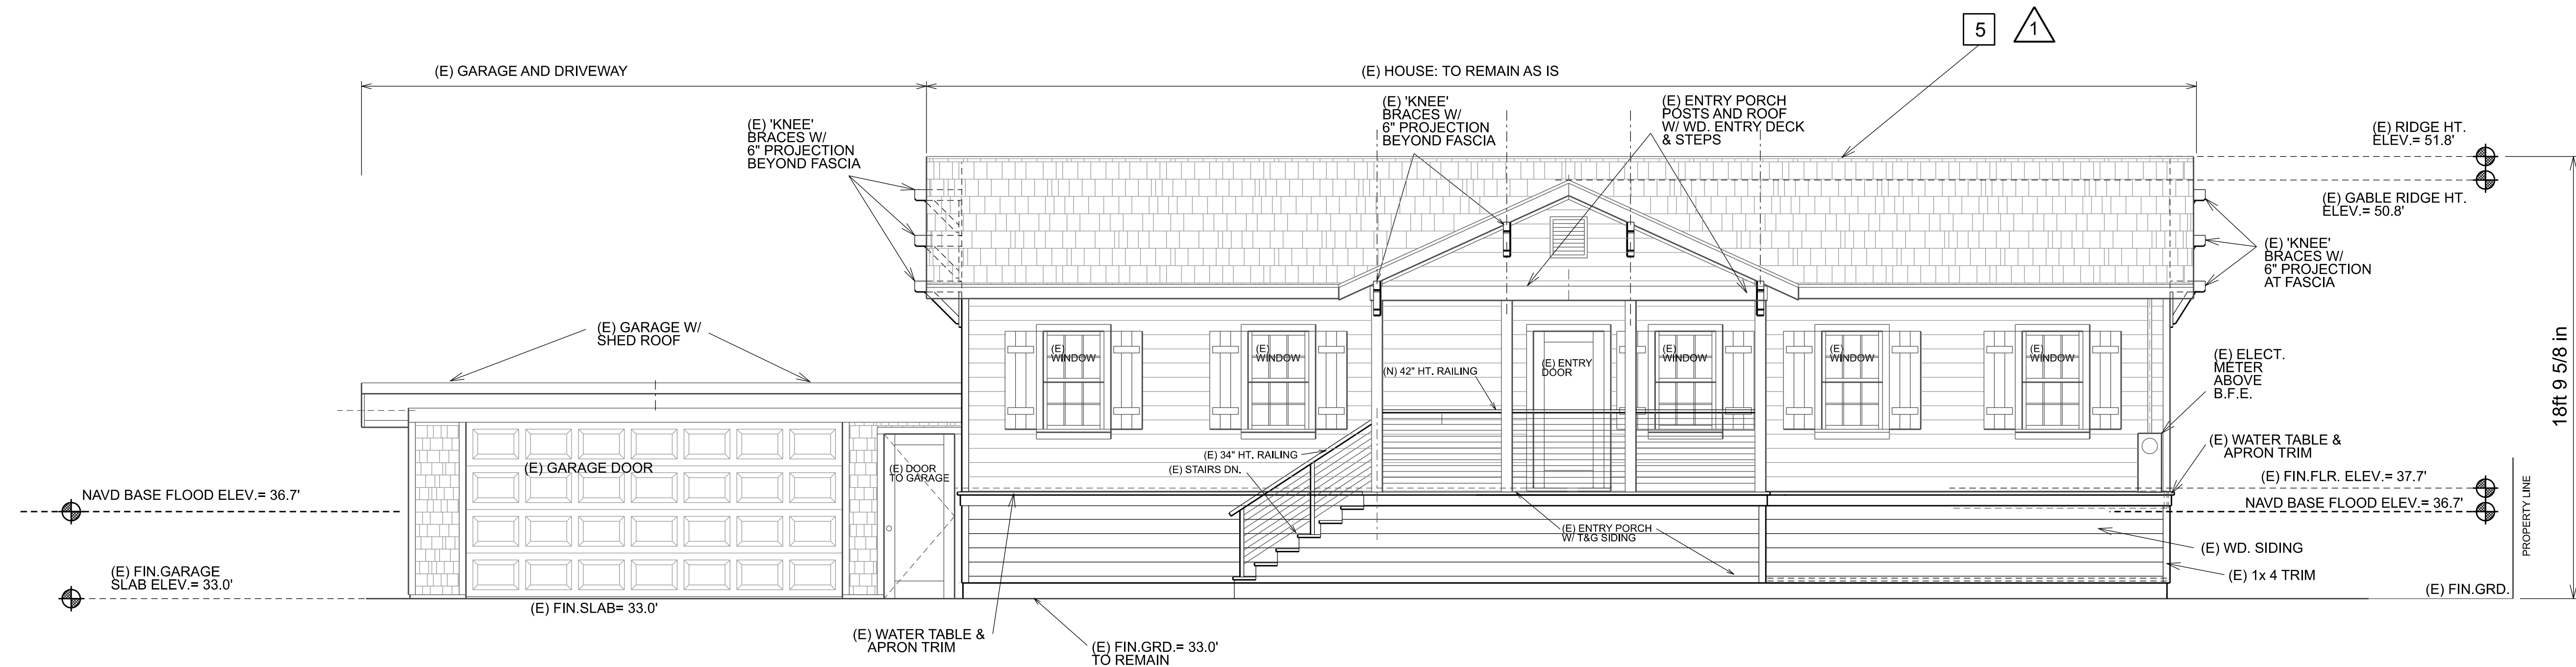 5
1
(E) GARAGE AND DRIVEWAY
(E) HOUSE: TO REMAIN AS IS
(E) 'KNEE'
BRACES W/
6" PROJECTION
BEYOND FASCIA
(E) 'KNEE'
BRACES W/
6" PROJECTION
BEYOND FASCIA
(E) ENTRY PORCH
POSTS AND ROOF
W/ WD. ENTRY DECK
& STEPS
(E) RIDGE HT.
ELEV.= 51.8'
(E) GABLE RIDGE HT.
ELEV.= 50.8'
(E) 'KNEE'
BRACES W/
6" PROJECTION
AT FASCIA
(E) GARAGE W/
SHED ROOF
(E)
WINDOW
(E)
WINDOW
(E) ENTRY
DOOR
(E)
WINDOW
(E)
WINDOW
(E)
WINDOW
(N) 42" HT. RAILING
(E) ELECT.
METER
ABOVE
B.F.E.
18ft 9 5/8 in
(E) WATER TABLE &
APRON TRIM
(E) 34" HT. RAILING
(E) STAIRS DN.
(E) GARAGE DOOR
(E) DOOR
TO GARAGE
(E) FIN.FLR. ELEV.= 37.7'
NAVD BASE FLOOD ELEV.= 36.7'
NAVD BASE FLOOD ELEV.= 36.7'
PROPERTY LINE
(E) ENTRY PORCH
W/ T&G SIDING
(E) WD. SIDING
(E) 1x 4 TRIM
(E) FIN.GARAGE
SLAB ELEV.= 33.0'
(E) FIN.GRD.
(E) FIN.SLAB= 33.0'
(E) WATER TABLE &
APRON TRIM
(E) FIN.GRD.= 33.0'
TO REMAIN